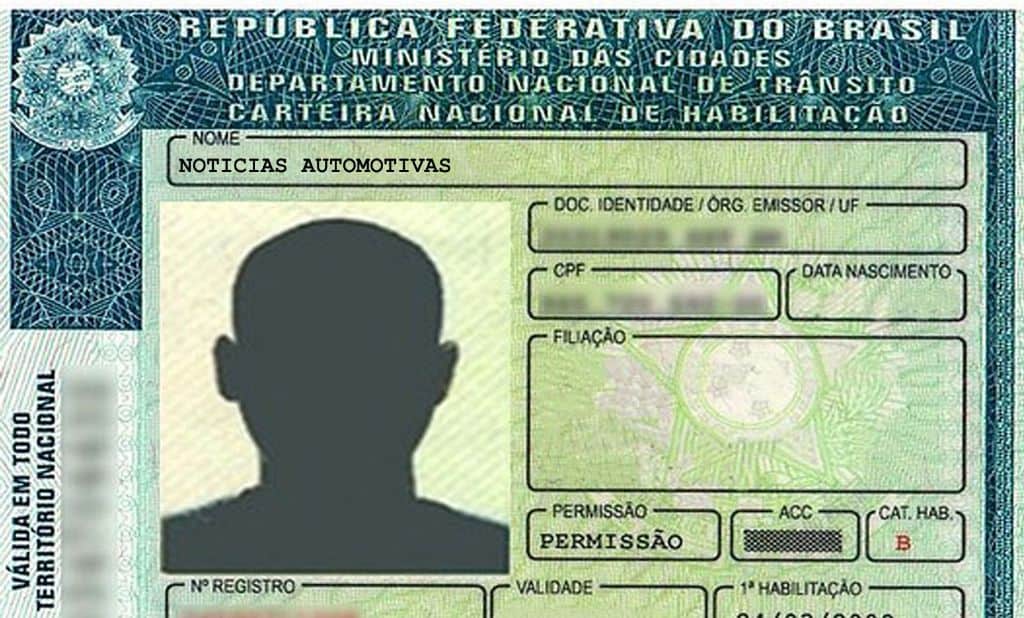 REPÚBLICA FEDERATIVA DO BRASIL
MINISTÉRIO DAS CIDADES
DEPARTAMENTO NACIONAL DE TRÂNSITO
CARTEIRA NACIONAL DE HABILITAÇÃO
NOME
NOTICIAS AUTOMOTIVAS
DOC. IDENTIDADE / ÓRG. EMISSOR / UF
CPF
DATA NASCIMENTO
FILIAÇÃO
PERMISSÃO
ACC
CAT. HAB.
PERMISSÃO
B
Nº REGISTRO
VALIDADE
1ª HABILITAÇÃO
VÁLIDA EM TODO
TERRITÓRIO NACIONAL